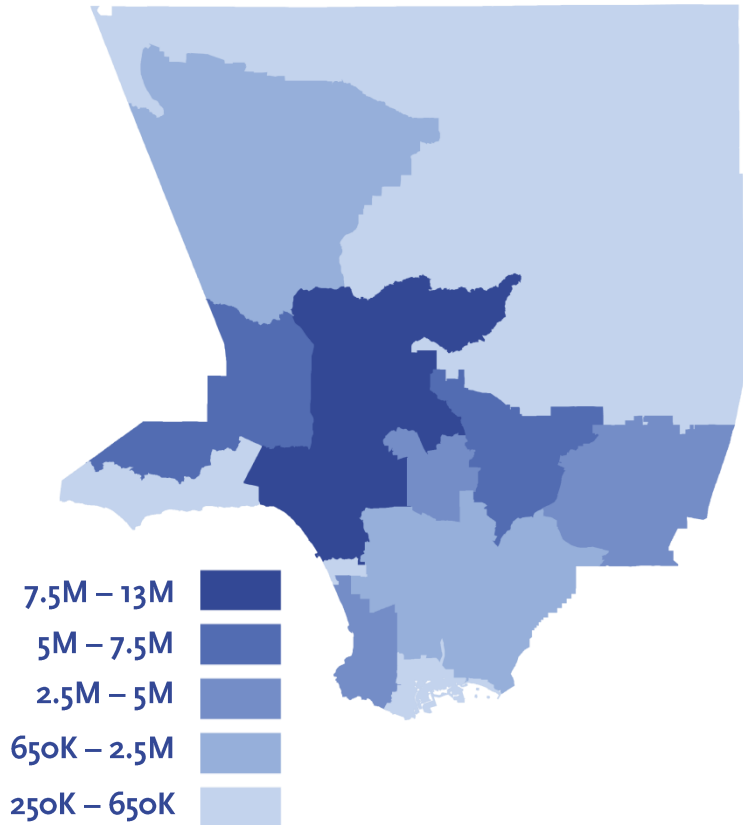 7.5M – 13M
5M – 7.5M
2.5M – 5M
650K – 2.5M
250K – 650K